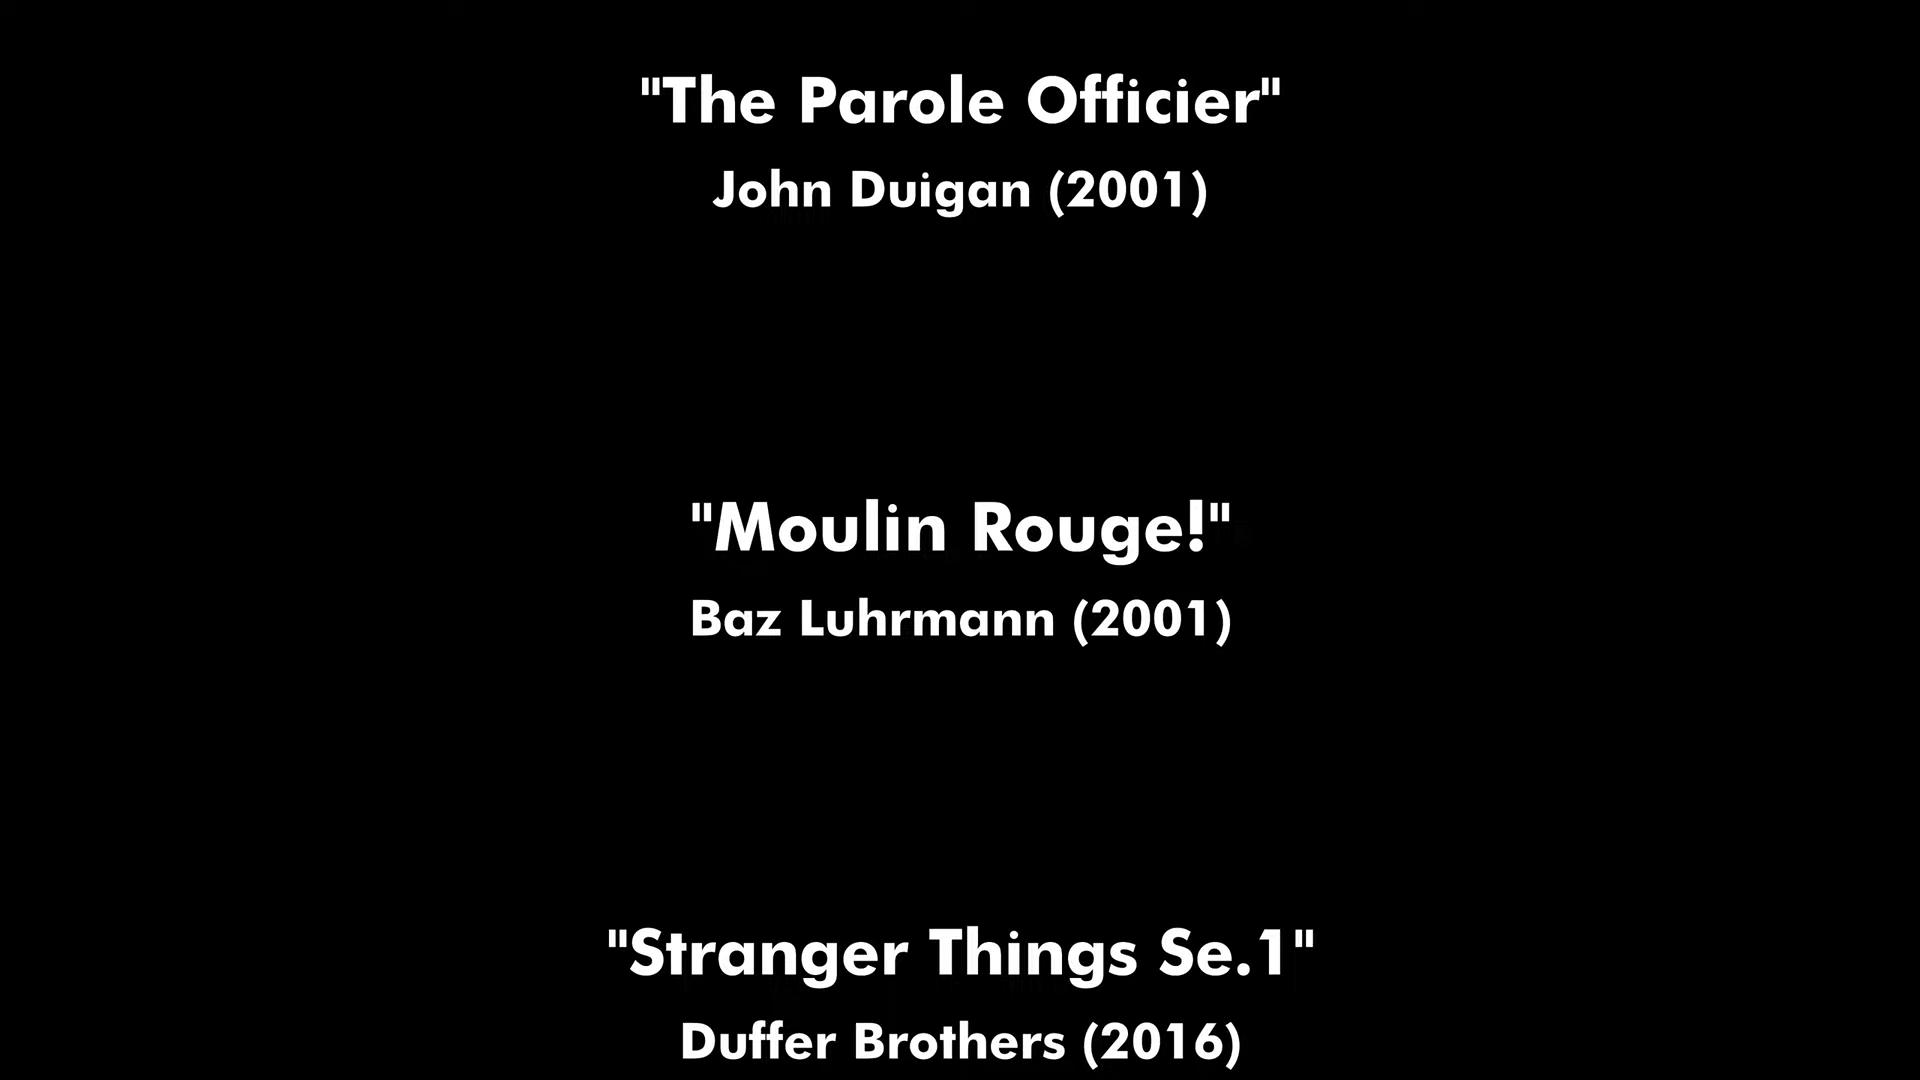 "The Parole Officier"
John Duigan (2001)
"Moulin Rouge!"
Baz Luhrmann (2001)
"Stranger Things Se.1"
Duffer Brothers (2016)